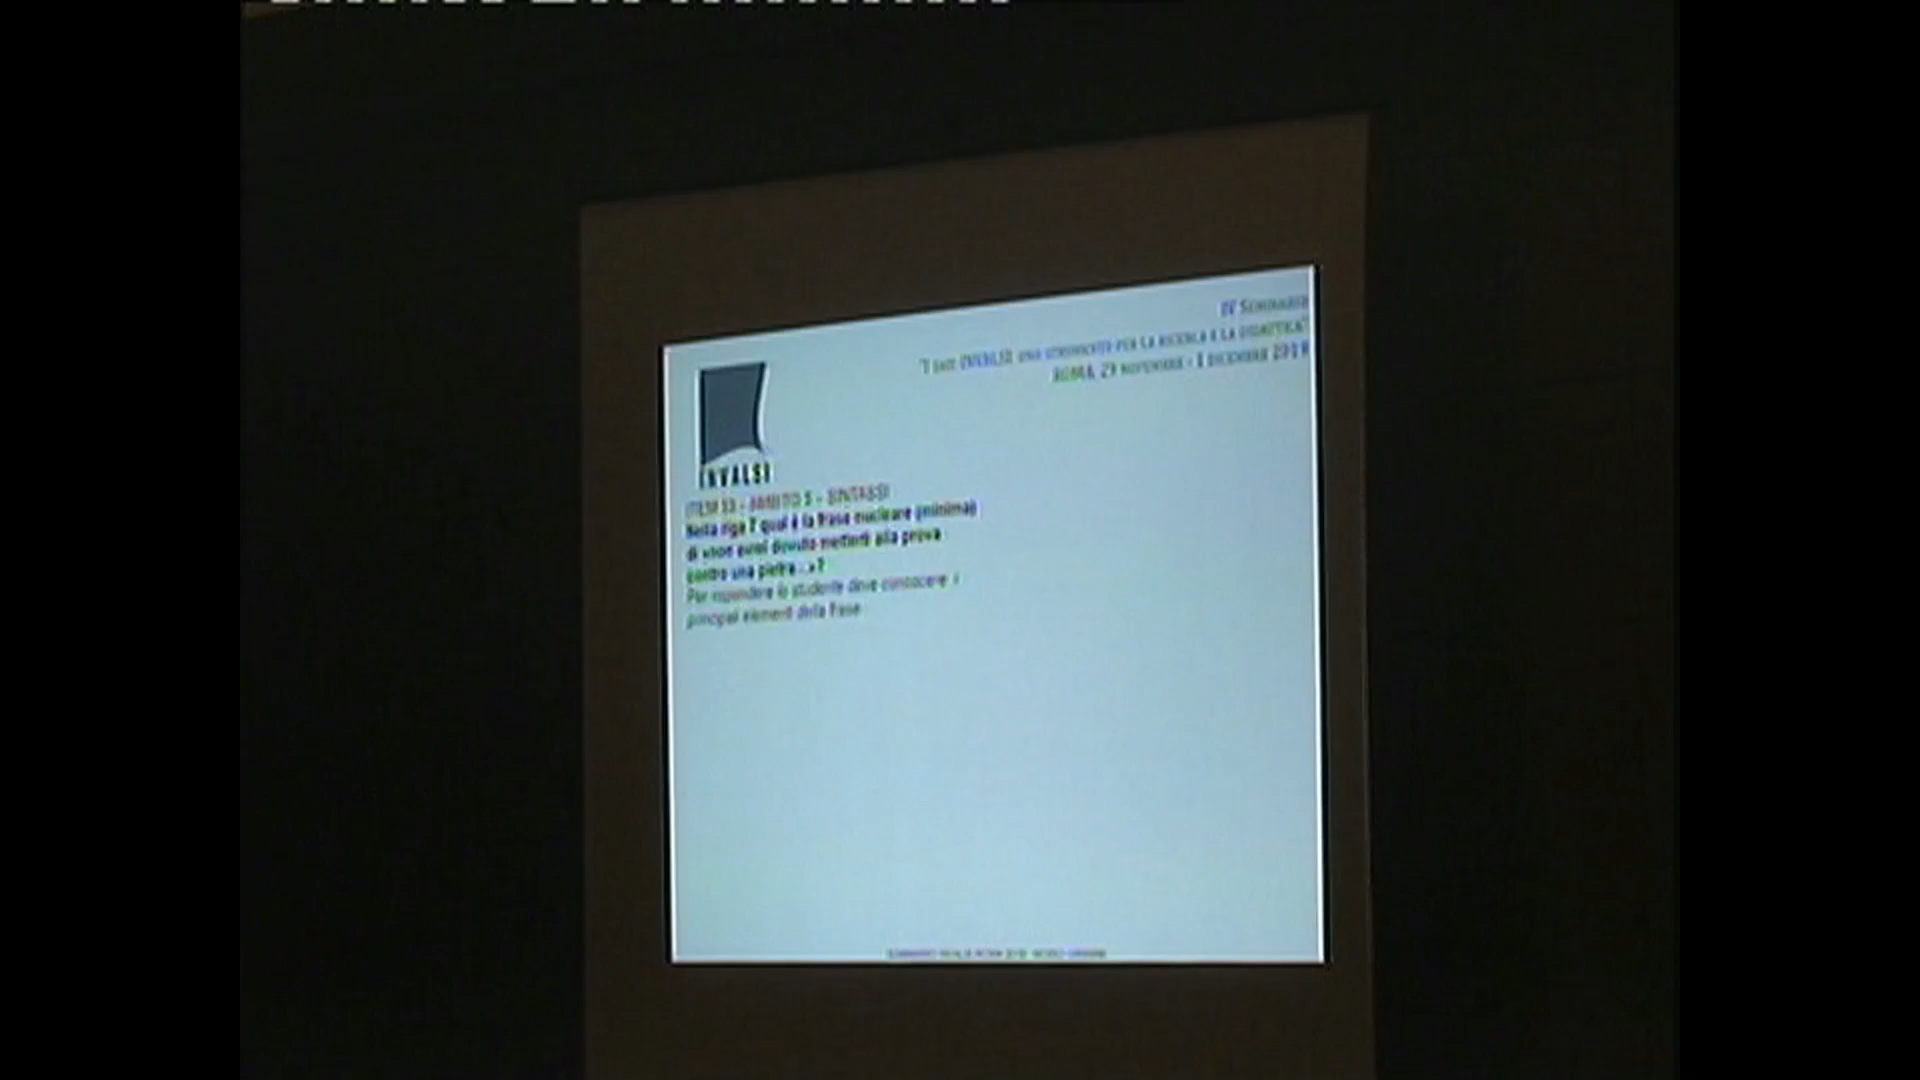 IV SEMINARIO
"I DATI INVALSI: UNO STRUMENTO PER LA RICERCA E LA DIDATTICA"
ROMA, 29 NOVEMBRE - 1 DICEMBRE 2019
INVALSI
ITEM 13 - AMBITO 5 - SINTASSI
Nella riga 7 qual è la frase nucleare (minima)
di «non avrei dovuto metterti alla prova
contro una pietra...»?
Per rispondere lo studente deve conoscere i
principali elementi della frase